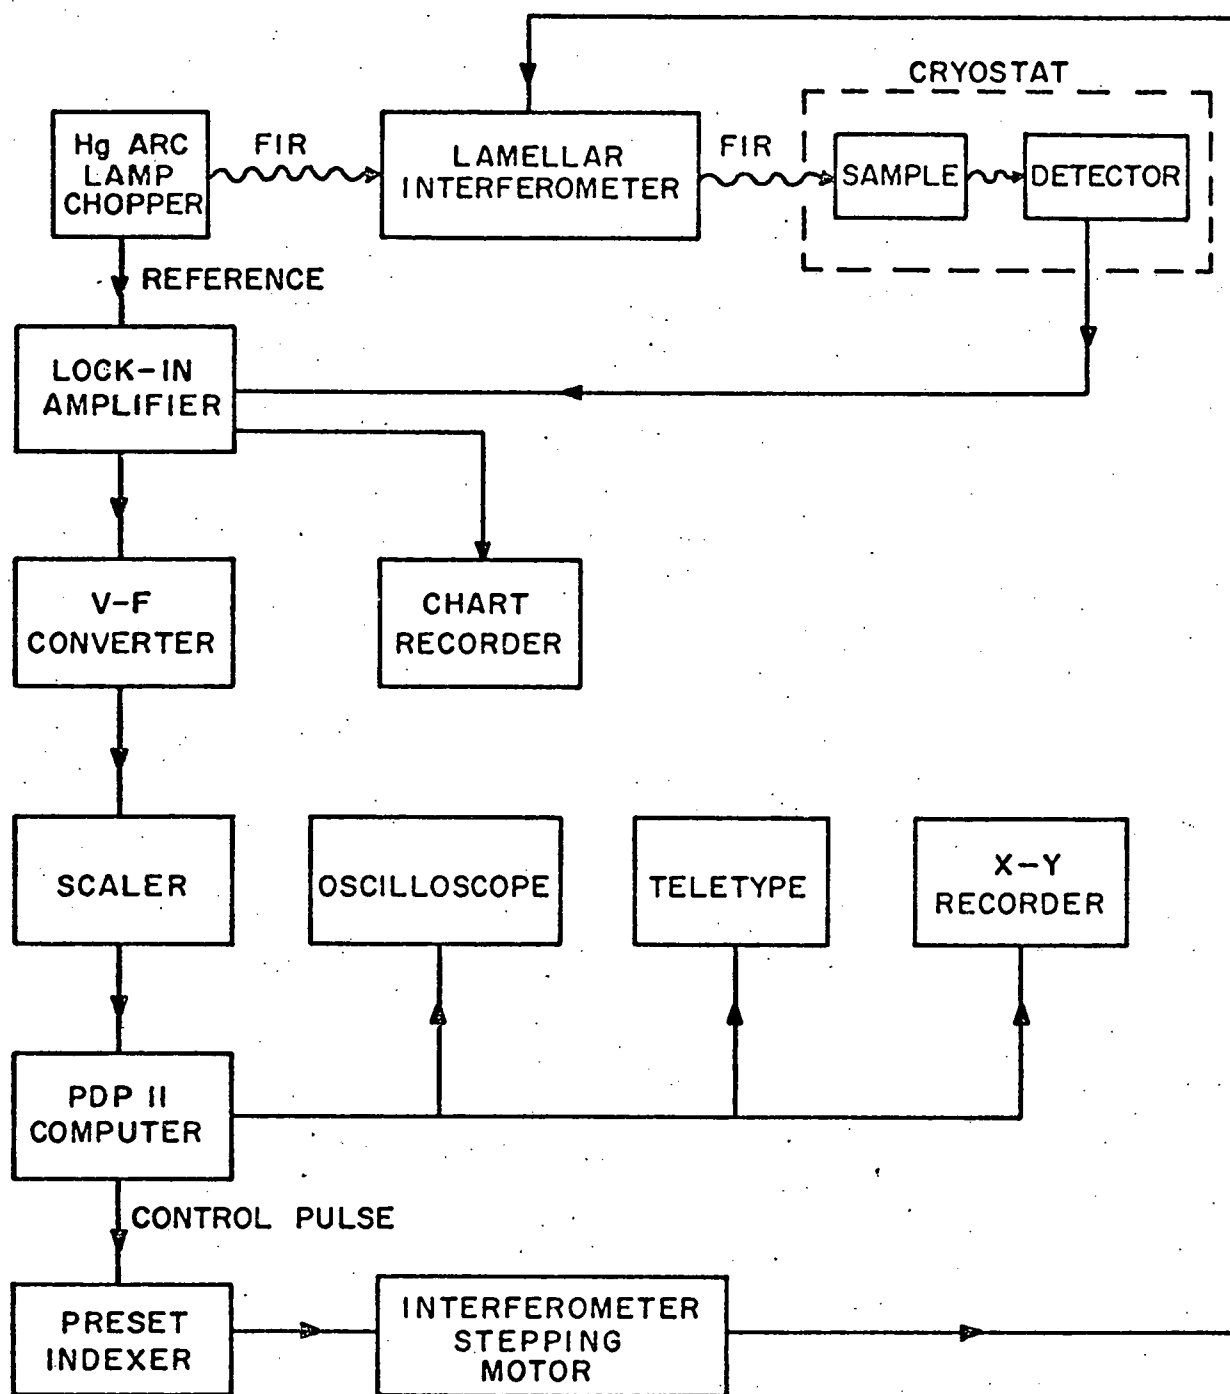 CRYOSTAT
Hg ARC
LAMP
CHOPPER
FIR
LAMELLAR
INTERFEROMETER
FIR
SAMPLE
DETECTOR
REFERENCE
LOCK-IN
AMPLIFIER
V-F
CONVERTER
CHART
RECORDER
SCALER
OSCILLOSCOPE
TELETYPE
X-Y
RECORDER
PDP 11
COMPUTER
CONTROL PULSE
PRESET
INDEXER
INTERFEROMETER
STEPPING
MOTOR